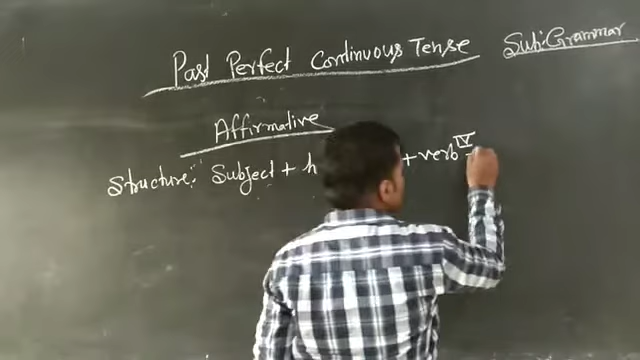 Past Perfect Continuous Tense
Sub: Grammar
Affirmative
Structure: Subject + h + verb IV